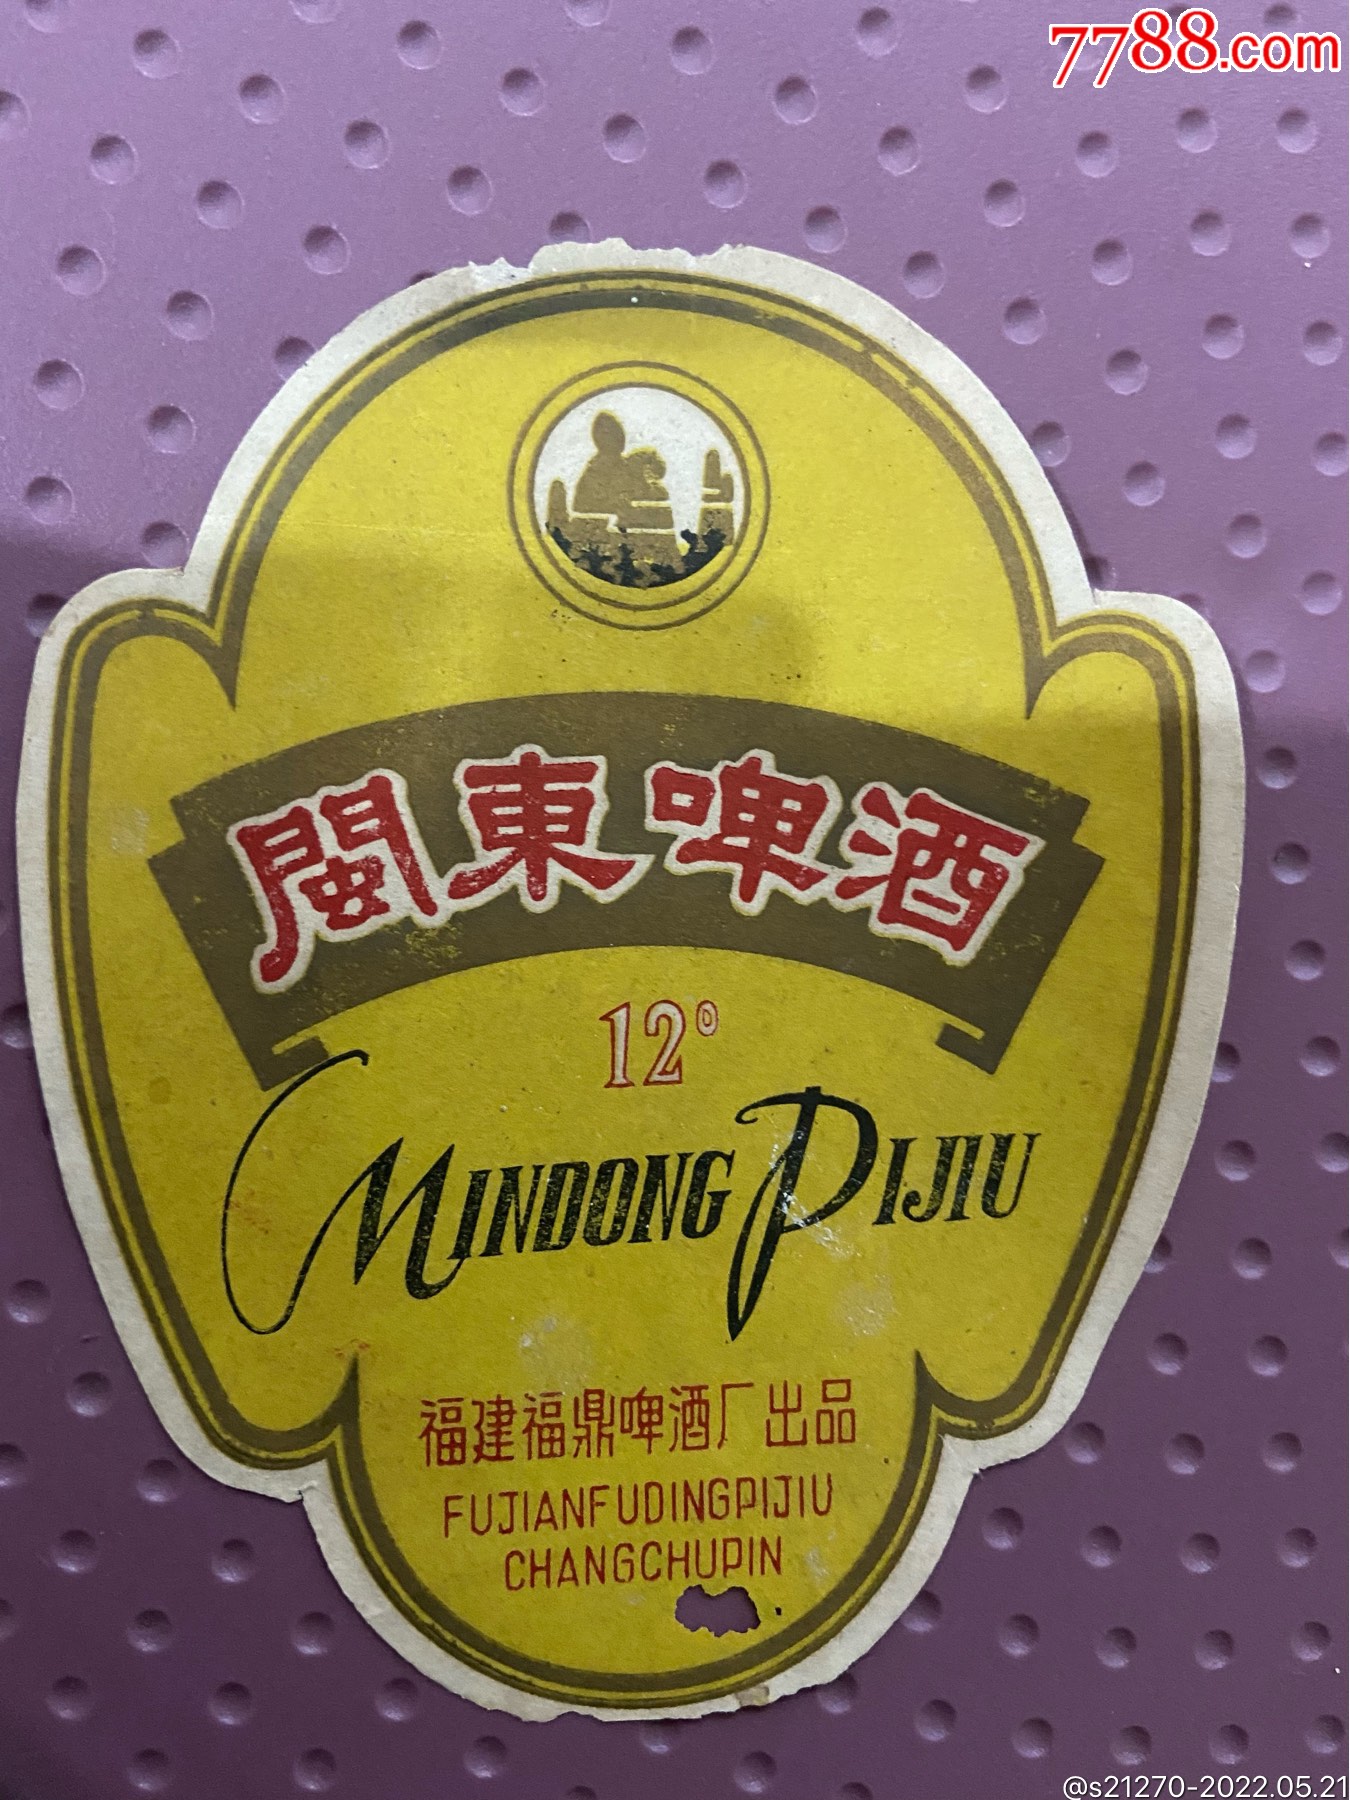 7788.com
閩東啤酒
12°
MINDONG PIJIU
福建福鼎啤酒厂出品
FUJIANFUDINGPIJIU
CHANGCHUPIN
@s21270-2022.05.21